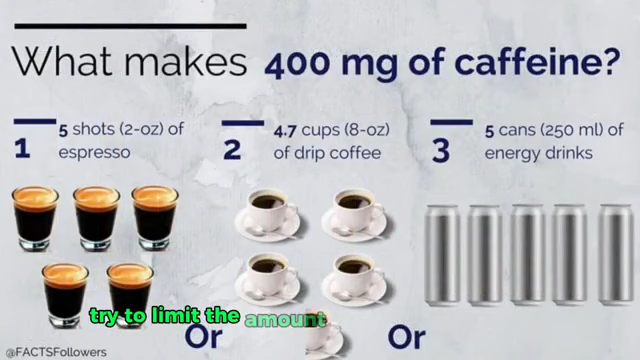 What makes 400 mg of caffeine?
1
5 shots (2-oz) of
espresso
2
4.7 cups (8-oz)
of drip coffee
3
5 cans (250 ml) of
energy drinks
try to limit the amount
Or
Or
@FACTSFollowers